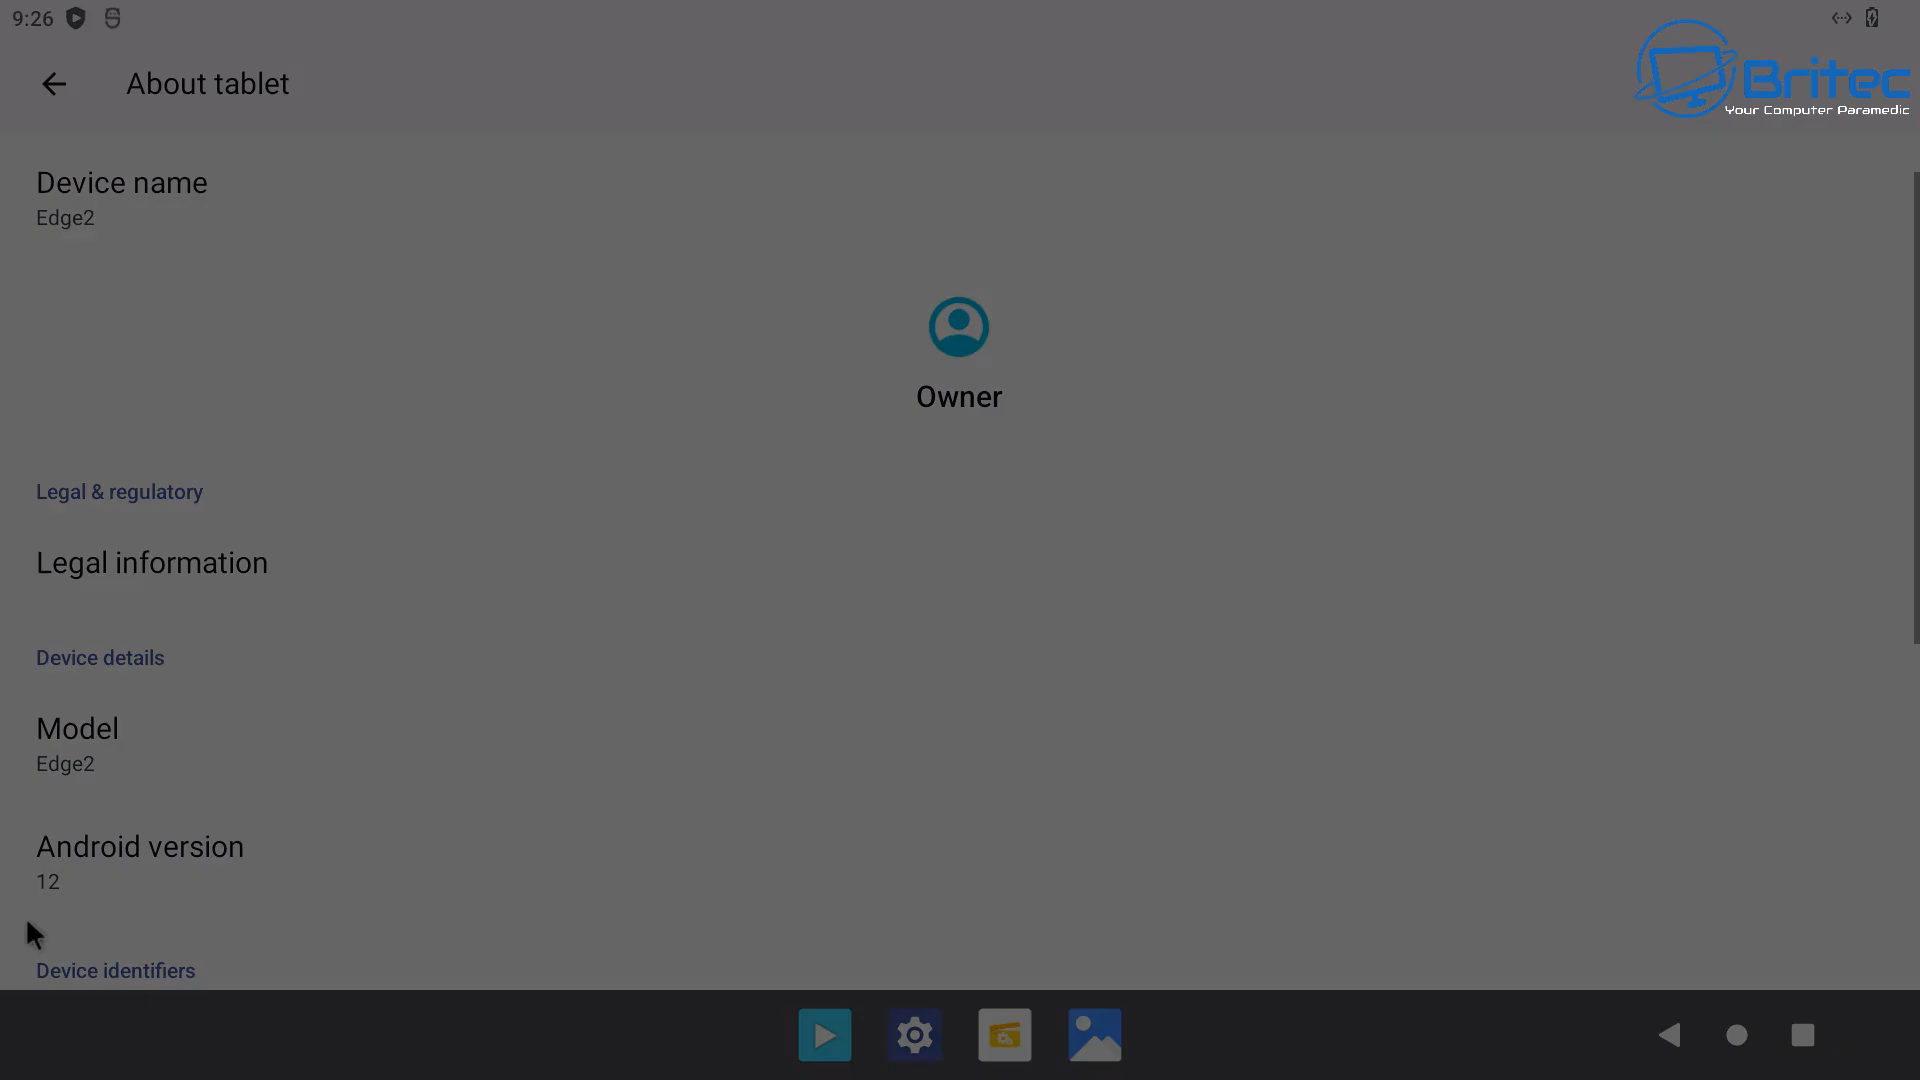 9:26
About tablet
Britec
Your Computer Paramedic
Device name
Edge2
Owner
Legal & regulatory
Legal information
Device details
Model
Edge2
Android version
12
Device identifiers